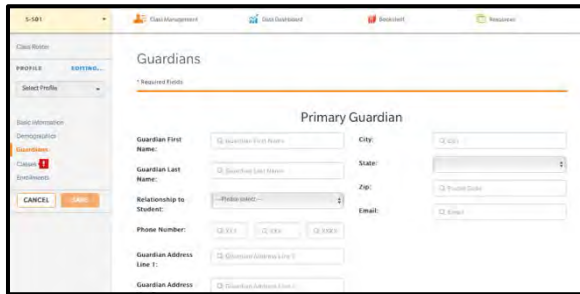 S-S01
Class Management
Data Dashboard
Bookshelf
Resources
Class Roster
PROFILE
EDITING...
Select Profile
Basic Information
Demographics
Guardians
Classes !
Enrollments
CANCEL
SAVE
Guardians
* Required Fields
Primary Guardian
Guardian First
Name:
Guardian First Name
Guardian Last
Name:
Guardian Last Name
Relationship to
Student:
---Please select---
Phone Number:
XXX
XXX
XXXX
Guardian Address
Line 1:
Guardian Address Line 1
Guardian Address
Guardian Address Line
City:
City
State:
Zip:
Postal Code
Email:
Email